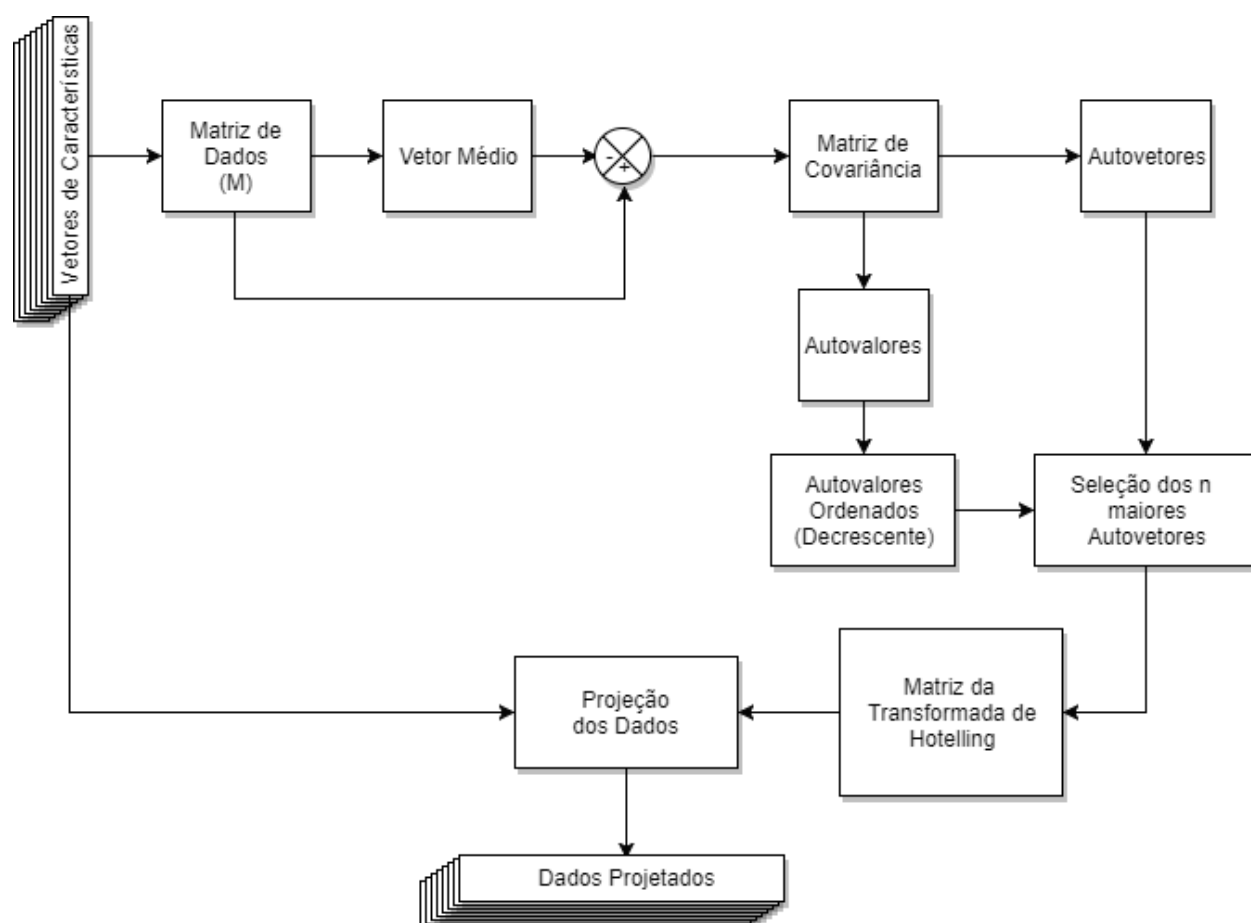 Vetores de Características
Matriz de
Dados
(M)
Vetor Médio
-
+
Matriz de
Covariância
Autovetores
Autovalores
Autovalores
Ordenados
(Decrescente)
Seleção dos n
maiores
Autovetores
Projeção
dos Dados
Matriz da
Transformada de
Hotelling
Dados Projetados